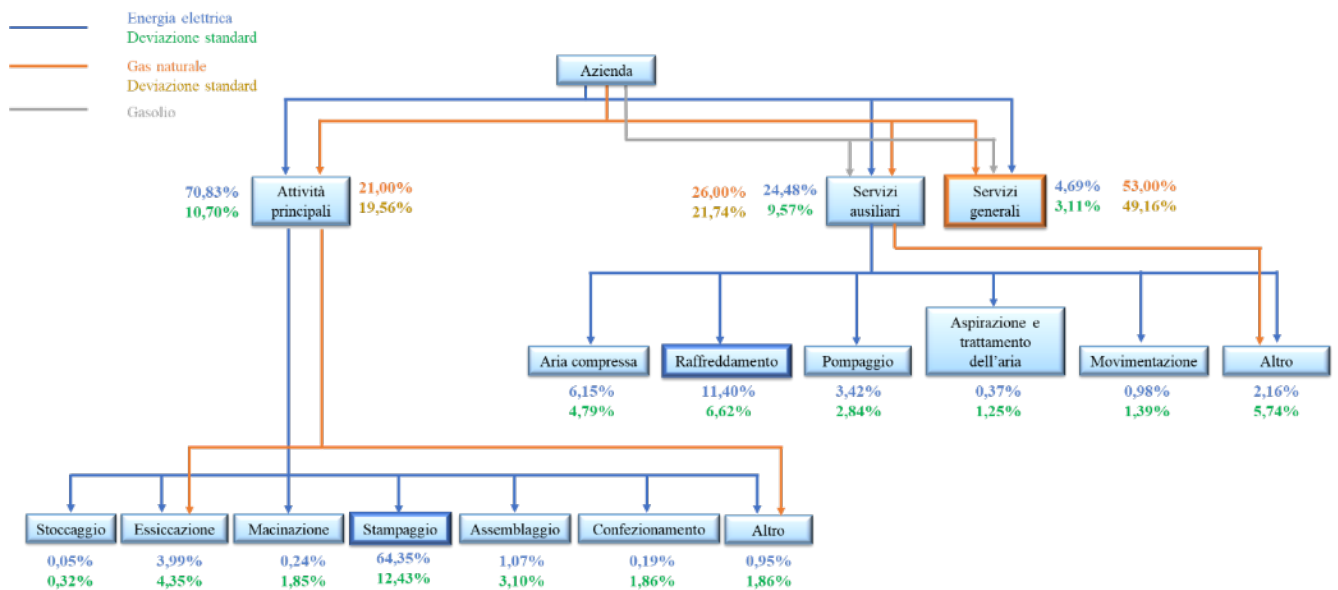 Energia elettrica
Deviazione standard
Gas naturale
Deviazione standard
Gasolio
Azienda
70,83%
10,70%
Attività
principali
21,00%
19,56%
26,00%
21,74%
24,48%
9,57%
Servizi
ausiliari
Servizi
generali
4,69%
3,11%
53,00%
49,16%
Aria compressa
6,15%
4,79%
Raffreddamento
11,40%
6,62%
Pompaggio
3,42%
2,84%
Aspirazione e
trattamento
dell'aria
0,37%
1,25%
Movimentazione
0,98%
1,39%
Altro
2,16%
5,74%
Stoccaggio
0,05%
0,32%
Essiccazione
3,99%
4,35%
Macinazione
0,24%
1,85%
Stampaggio
64,35%
12,43%
Assemblaggio
1,07%
3,10%
Confezionamento
0,19%
1,86%
Altro
0,95%
1,86%